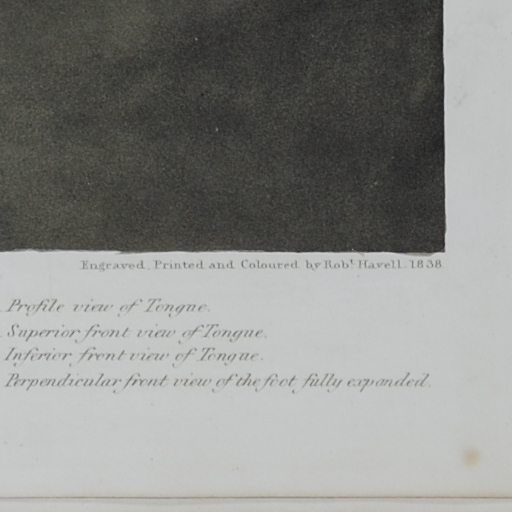 Engraved, Printed and Coloured by Robt. Havell. 1838
Profile view of Tongue.
Superior front view of Tongue.
Inferior front view of Tongue.
Perpendicular front view of the foot fully expanded.